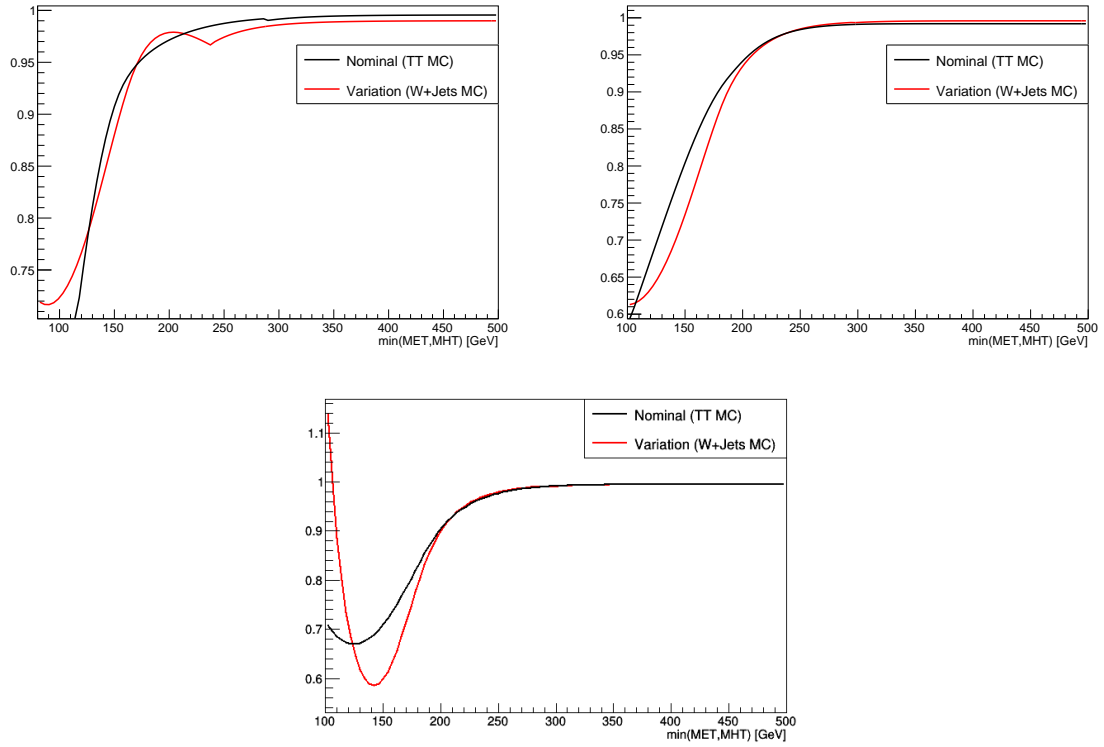 1
0.95
0.9
0.85
0.8
0.75
100 150 200 250 300 350 400 450 500
min(MET,MHT) [GeV]
Nominal (TT MC)
Variation (W+Jets MC)
1
0.95
0.9
0.85
0.8
0.75
0.7
0.65
0.6
100 150 200 250 300 350 400 450 500
min(MET,MHT) [GeV]
Nominal (TT MC)
Variation (W+Jets MC)
1.1
1
0.9
0.8
0.7
0.6
100 150 200 250 300 350 400 450 500
min(MET,MHT) [GeV]
Nominal (TT MC)
Variation (W+Jets MC)